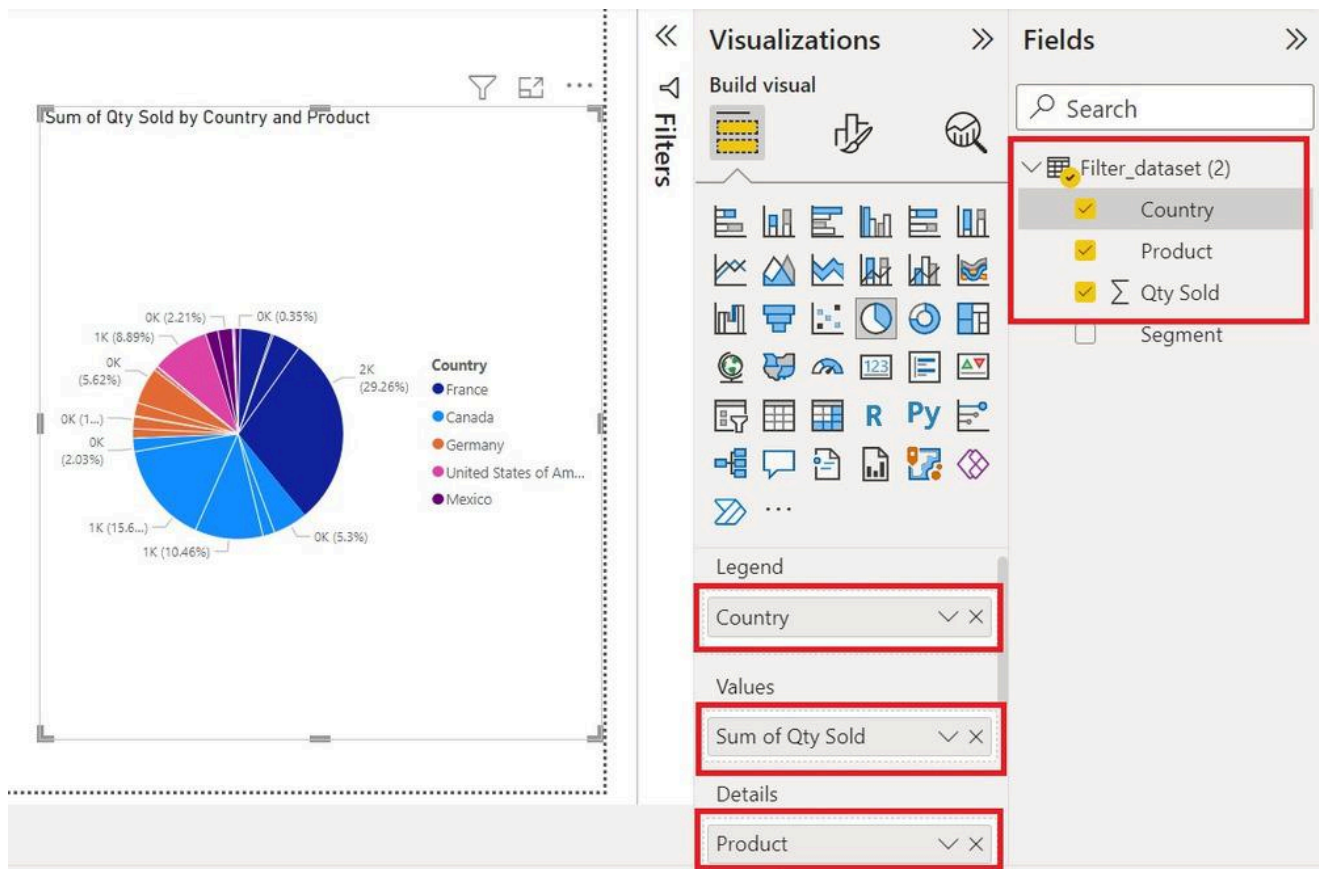 Sum of Qty Sold by Country and Product
0K (2.21%)
0K (0.35%)
1K (8.89%)
0K
(5.62%)
2K
(29.26%)
0K (1...)
0K
(2.03%)
1K (15.6...)
1K (10.46%)
0K (5.3%)
Country
France
Canada
Germany
United States of Am...
Mexico
Filters
Visualizations
Build visual
123
R
Py
...
Legend
Country
Values
Sum of Qty Sold
Details
Product
Fields
Search
Filter_dataset (2)
Country
Product
∑ Qty Sold
Segment